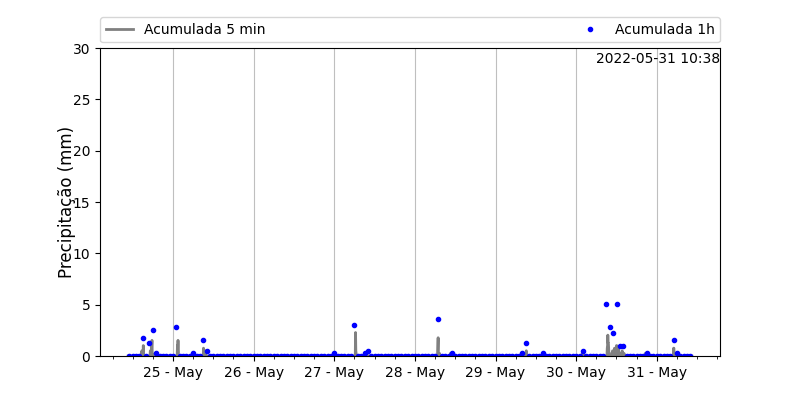 Acumulada 5 min
Acumulada 1h
2022-05-31 10:38
Precipitação (mm)
30
25
20
15
10
5
0
25 - May
26 - May
27 - May
28 - May
29 - May
30 - May
31 - May